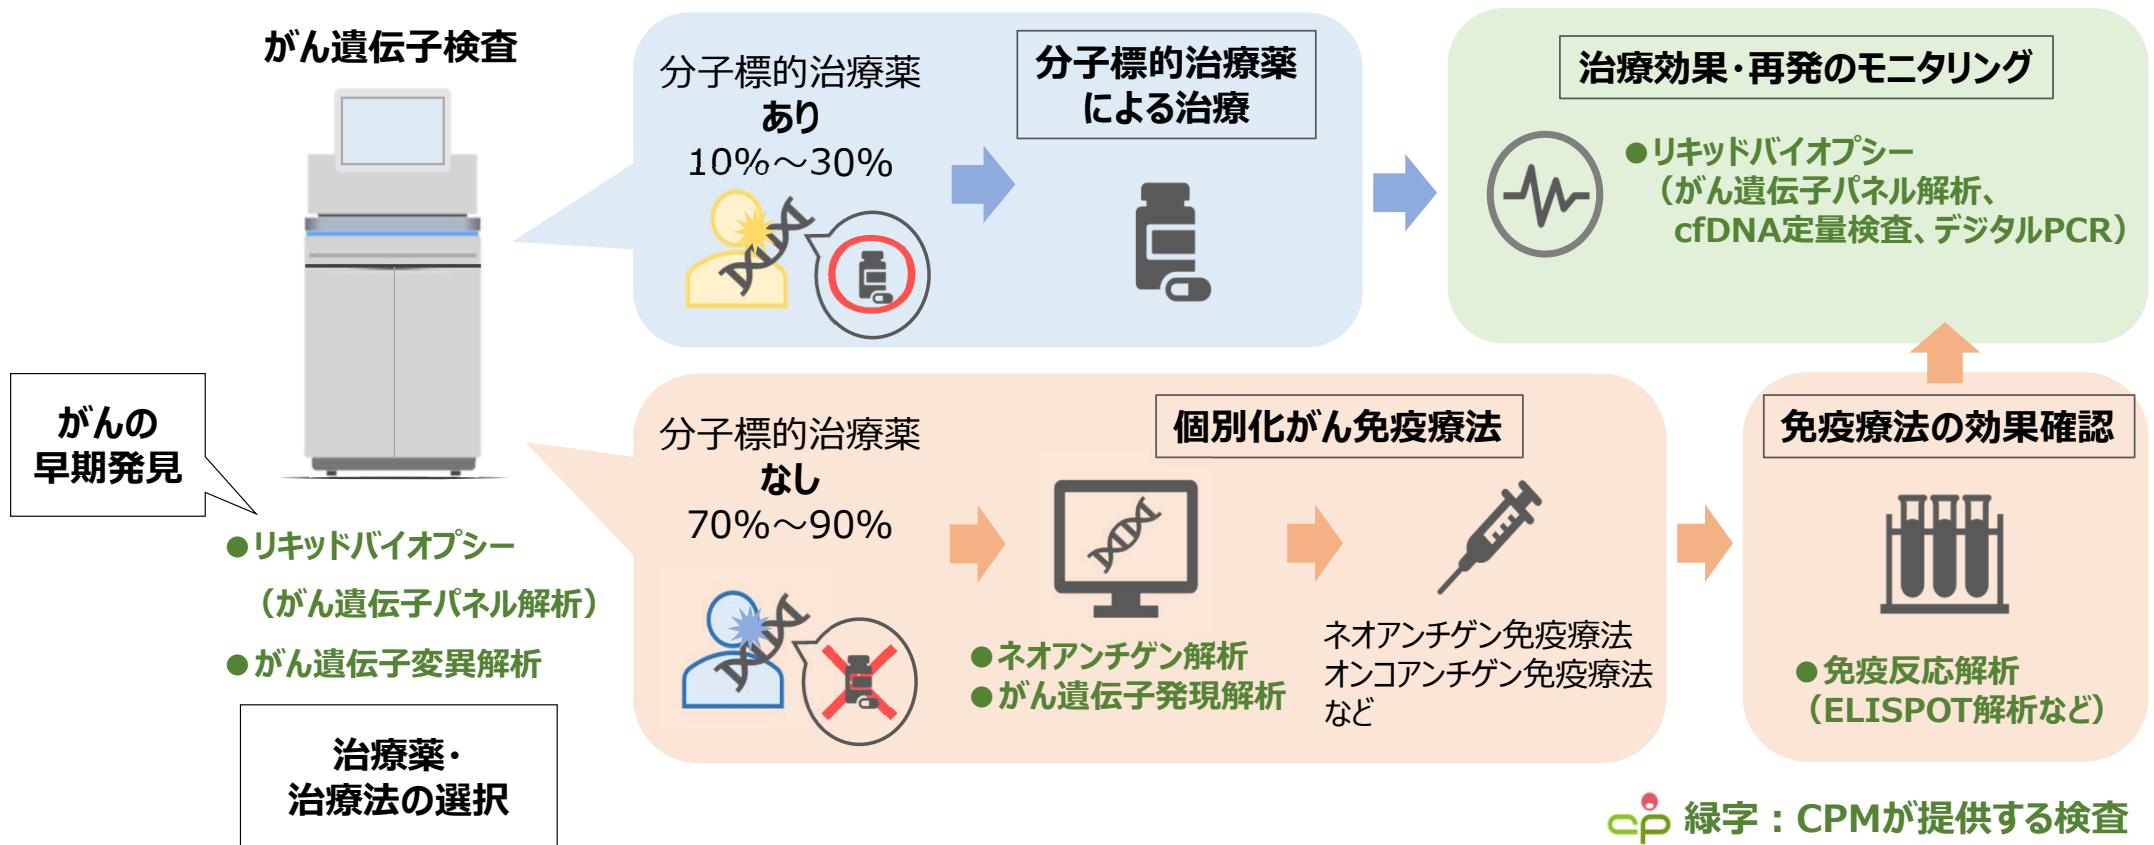 がん遺伝子検査
がんの
早期発見
●リキッドバイオプシー
（がん遺伝子パネル解析）
●がん遺伝子変異解析
治療薬・
治療法の選択
分子標的治療薬
あり
10%～30%
分子標的治療薬
による治療
治療効果・再発のモニタリング
●リキッドバイオプシー
（がん遺伝子パネル解析、
cfDNA定量検査、デジタルPCR）
分子標的治療薬
なし
70%～90%
個別化がん免疫療法
●ネオアンチゲン解析
●がん遺伝子発現解析
ネオアンチゲン免疫療法
オンコアンチゲン免疫療法
など
免疫療法の効果確認
●免疫反応解析
（ELISPOT解析など）
cp 緑字：CPMが提供する検査